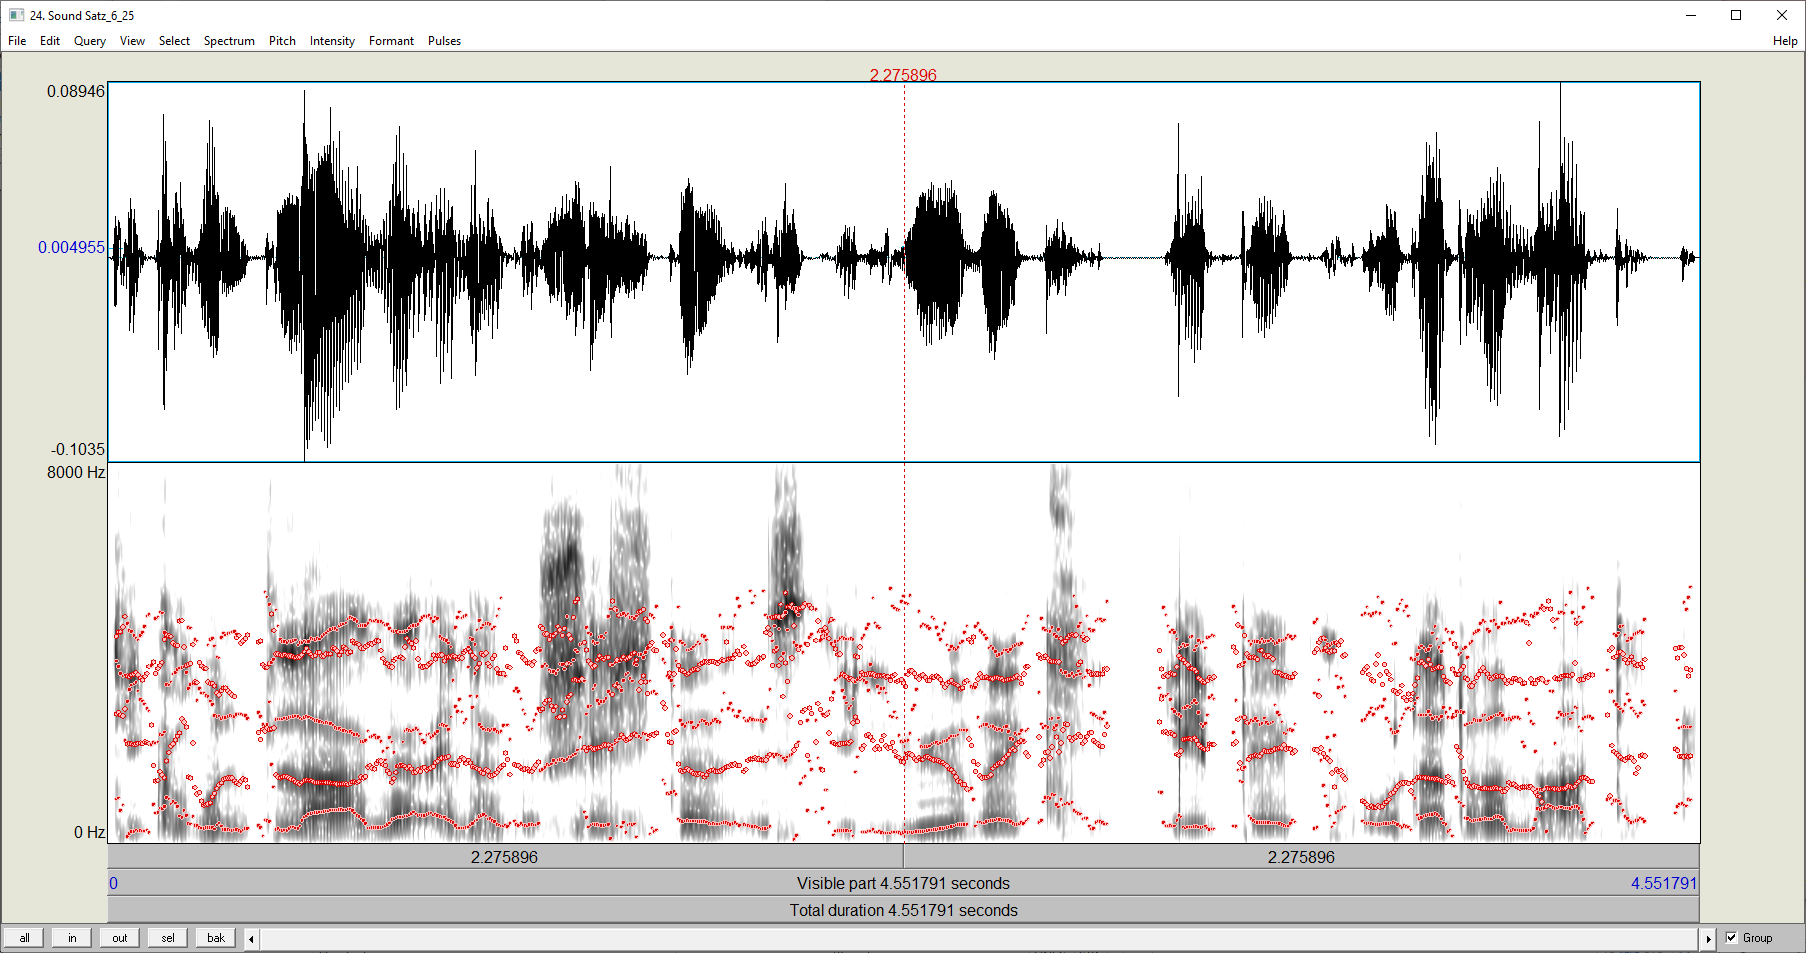 24. Sound Satz_6_25
File Edit Query View Select Spectrum Pitch Intensity Formant Pulses Help
2.275896
0.08946
0.004955
-0.1035
8000 Hz
0 Hz
2.275896 2.275896
0 Visible part 4.551791 seconds 4.551791
Total duration 4.551791 seconds
all in out sel bak Group